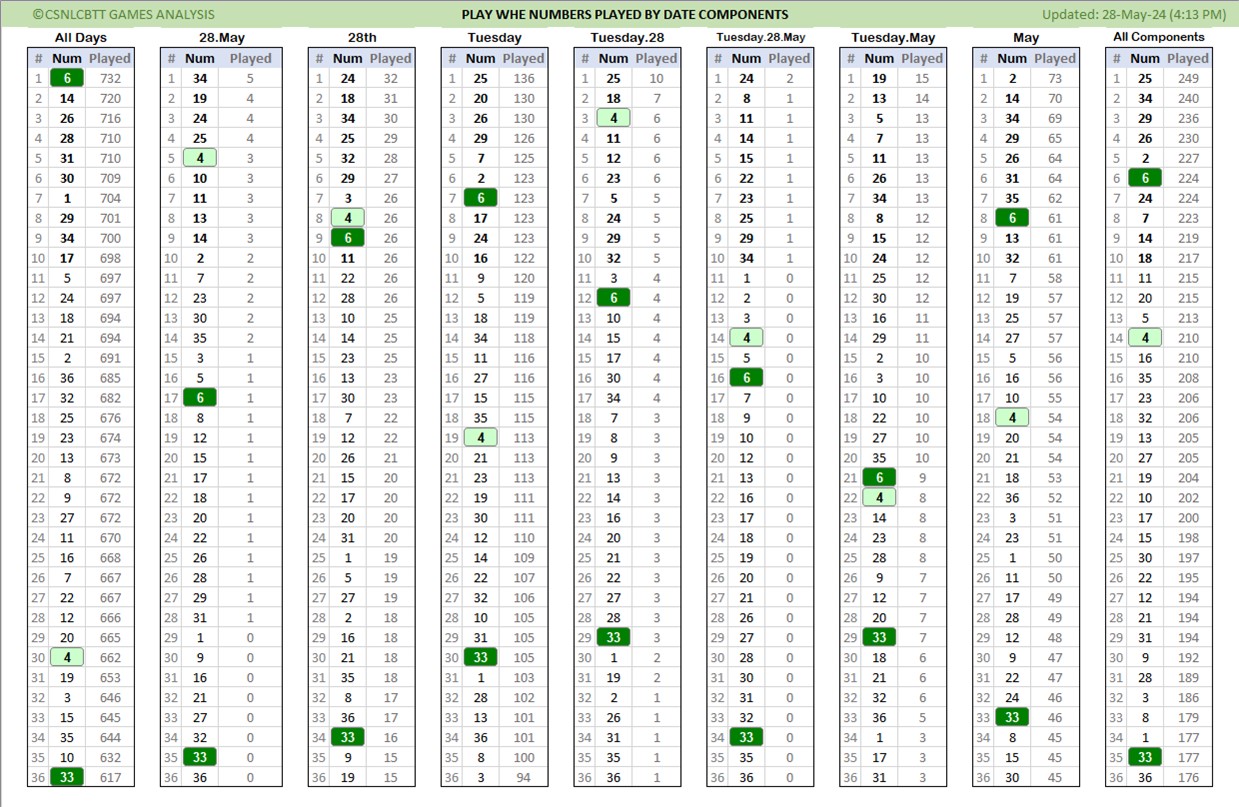 ©CSNLCBTT GAMES ANALYSIS PLAY WHE NUMBERS PLAYED BY DATE COMPONENTS Updated: 28-May-24 (4:13 PM)
All Days 28.May 28th Tuesday Tuesday.28 Tuesday.28.May Tuesday.May May All Components
# Num Played # Num Played # Num Played # Num Played # Num Played # Num Played # Num Played # Num Played # Num Played
1 6 732 1 34 5 1 24 32 1 25 136 1 25 10 1 24 2 1 19 15 1 2 73 1 25 249
2 14 720 2 19 4 2 18 31 2 20 130 2 18 7 2 8 1 2 13 14 2 14 70 2 34 240
3 26 716 3 24 4 3 34 30 3 26 130 3 4 6 3 11 1 3 5 13 3 34 69 3 29 236
4 28 710 4 25 4 4 25 29 4 29 126 4 11 6 4 14 1 4 7 13 4 29 65 4 26 230
5 31 710 5 4 3 5 32 28 5 7 125 5 12 6 5 15 1 5 11 13 5 26 64 5 2 227
6 30 709 6 10 3 6 29 27 6 2 123 6 23 6 6 22 1 6 26 13 6 31 64 6 6 224
7 1 704 7 11 3 7 3 26 7 6 123 7 5 5 7 23 1 7 34 13 7 35 62 7 24 224
8 29 701 8 13 3 8 4 26 8 17 123 8 24 5 8 25 1 8 8 12 8 6 61 8 7 223
9 34 700 9 14 3 9 6 26 9 24 123 9 29 5 9 29 1 9 15 12 9 13 61 9 14 219
10 17 698 10 2 2 10 11 26 10 16 122 10 32 5 10 34 1 10 24 12 10 32 61 10 18 217
11 5 697 11 7 2 11 22 26 11 9 120 11 3 4 11 1 0 11 25 12 11 7 58 11 11 215
12 24 697 12 23 2 12 28 26 12 5 119 12 6 4 12 2 0 12 30 12 12 19 57 12 20 215
13 18 694 13 30 2 13 10 25 13 18 119 13 10 4 13 3 0 13 16 11 13 25 57 13 5 213
14 21 694 14 35 2 14 14 25 14 34 118 14 15 4 14 4 0 14 29 11 14 27 57 14 4 210
15 2 691 15 3 1 15 23 25 15 11 116 15 17 4 15 5 0 15 2 10 15 5 56 15 16 210
16 36 685 16 5 1 16 13 23 16 27 116 16 30 4 16 6 0 16 3 10 16 16 56 16 35 208
17 32 682 17 6 1 17 30 23 17 15 115 17 34 4 17 7 0 17 10 10 17 10 55 17 23 206
18 25 676 18 8 1 18 7 22 18 35 115 18 7 3 18 9 0 18 22 10 18 4 54 18 32 206
19 23 674 19 12 1 19 12 22 19 4 113 19 8 3 19 10 0 19 27 10 19 20 54 19 13 205
20 13 673 20 15 1 20 26 21 20 21 113 20 9 3 20 12 0 20 35 10 20 21 54 20 27 205
21 8 672 21 17 1 21 15 20 21 23 113 21 13 3 21 13 0 21 6 9 21 18 53 21 19 204
22 9 672 22 18 1 22 17 20 22 19 111 22 14 3 22 16 0 22 4 8 22 36 52 22 10 202
23 27 672 23 20 1 23 20 20 23 30 111 23 16 3 23 17 0 23 14 8 23 3 51 23 17 200
24 11 670 24 22 1 24 31 20 24 12 110 24 20 3 24 18 0 24 23 8 24 23 51 24 15 198
25 16 668 25 26 1 25 1 19 25 14 109 25 21 3 25 19 0 25 28 8 25 1 50 25 30 197
26 7 667 26 28 1 26 5 19 26 22 107 26 22 3 26 20 0 26 9 7 26 11 50 26 22 195
27 22 667 27 29 1 27 27 19 27 32 106 27 27 3 27 21 0 27 12 7 27 17 49 27 12 194
28 12 666 28 31 1 28 2 18 28 10 105 28 28 3 28 26 0 28 20 7 28 28 49 28 21 194
29 20 665 29 1 0 29 16 18 29 31 105 29 33 3 29 27 0 29 33 7 29 12 48 29 31 194
30 4 662 30 9 0 30 21 18 30 33 105 30 1 2 30 28 0 30 18 6 30 9 47 30 9 192
31 19 653 31 16 0 31 35 18 31 1 103 31 19 2 31 30 0 31 21 6 31 22 47 31 28 189
32 3 646 32 21 0 32 8 17 32 28 102 32 2 1 32 31 0 32 32 6 32 24 46 32 3 186
33 15 645 33 27 0 33 36 17 33 13 101 33 26 1 33 32 0 33 36 5 33 33 46 33 8 179
34 35 644 34 32 0 34 33 16 34 36 101 34 31 1 34 33 0 34 1 3 34 8 45 34 1 177
35 10 632 35 33 0 35 9 15 35 8 100 35 35 1 35 35 0 35 17 3 35 15 45 35 33 177
36 33 617 36 36 0 36 19 15 36 3 94 36 36 1 36 36 0 36 31 3 36 30 45 36 36 176